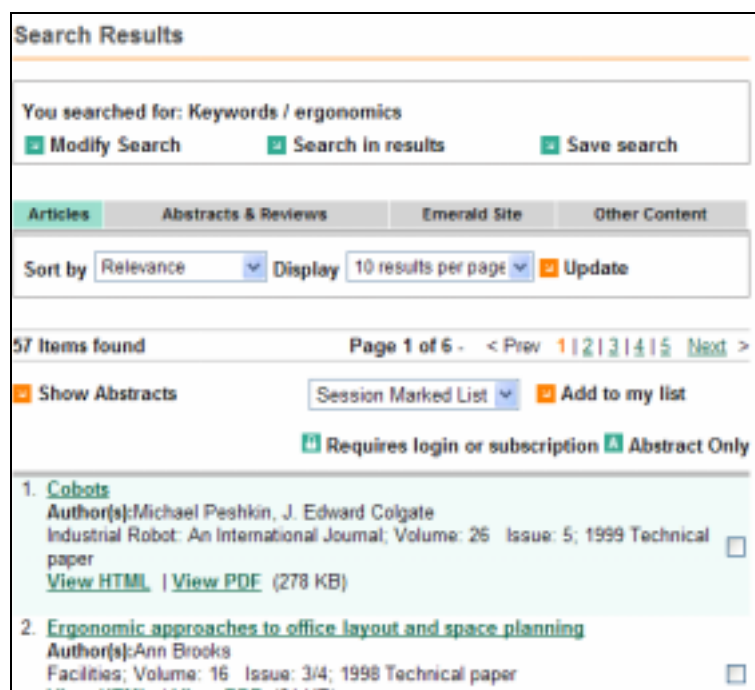 Search Results
You searched for: Keywords / ergonomics
Modify Search Search in results Save search
Articles Abstracts & Reviews Emerald Site Other Content
Sort by Relevance Display 10 results per page Update
57 Items found Page 1 of 6 - < Prev 1 | 2 | 3 | 4 | 5 Next >
Show Abstracts Session Marked List Add to my list
Requires login or subscription A Abstract Only
1. Cobots
Author(s):Michael Peshkin, J. Edward Colgate
Industrial Robot: An International Journal; Volume: 26 Issue: 5; 1999 Technical
paper
View HTML | View PDF (278 KB)
2. Ergonomic approaches to office layout and space planning
Author(s):Ann Brooks
Facilities; Volume: 16 Issue: 3/4; 1998 Technical paper